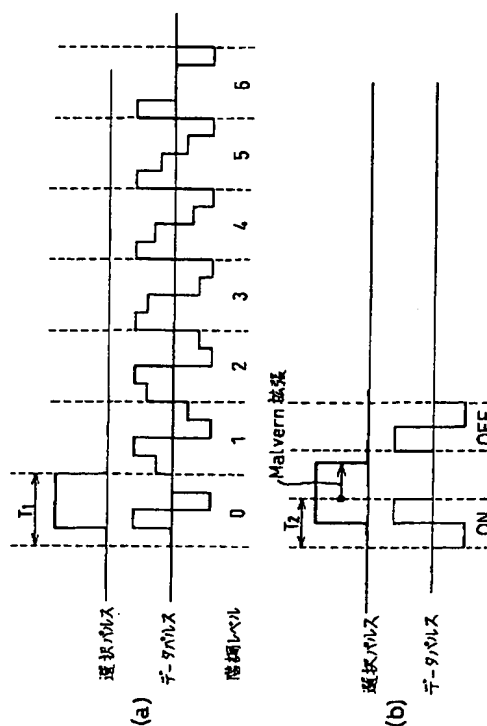 (a)
T1
選択パルス
データパルス
階調レベル
0 1 2 3 4 5 6
(b)
Malvern 拡張
T2
選択パルス
データパルス
ON OFF